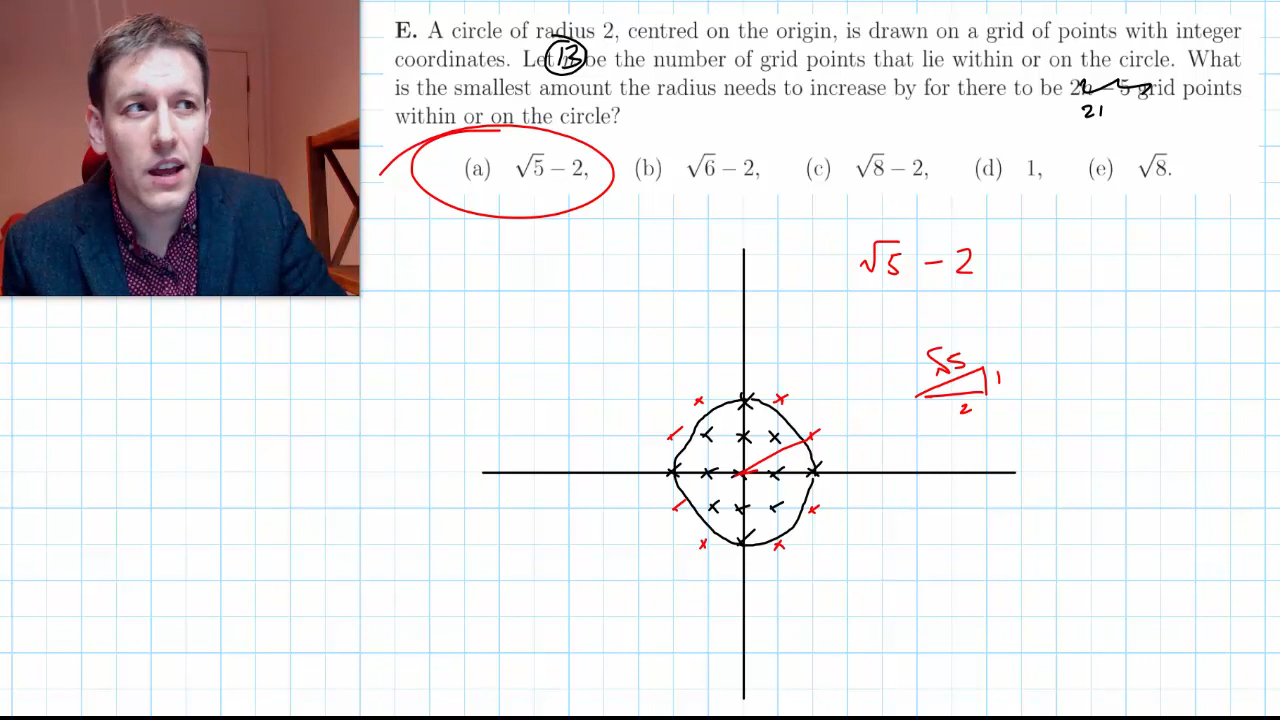 E. A circle of radius 2, centred on the origin, is drawn on a grid of points with integer
coordinates. Let 13 be the number of grid points that lie within or on the circle. What
is the smallest amount the radius needs to increase by for there to be 2n − 5 grid points
21
within or on the circle?
(a) √5 − 2, (b) √6 − 2, (c) √8 − 2, (d) 1, (e) √8.
√5 − 2
√5
1
2